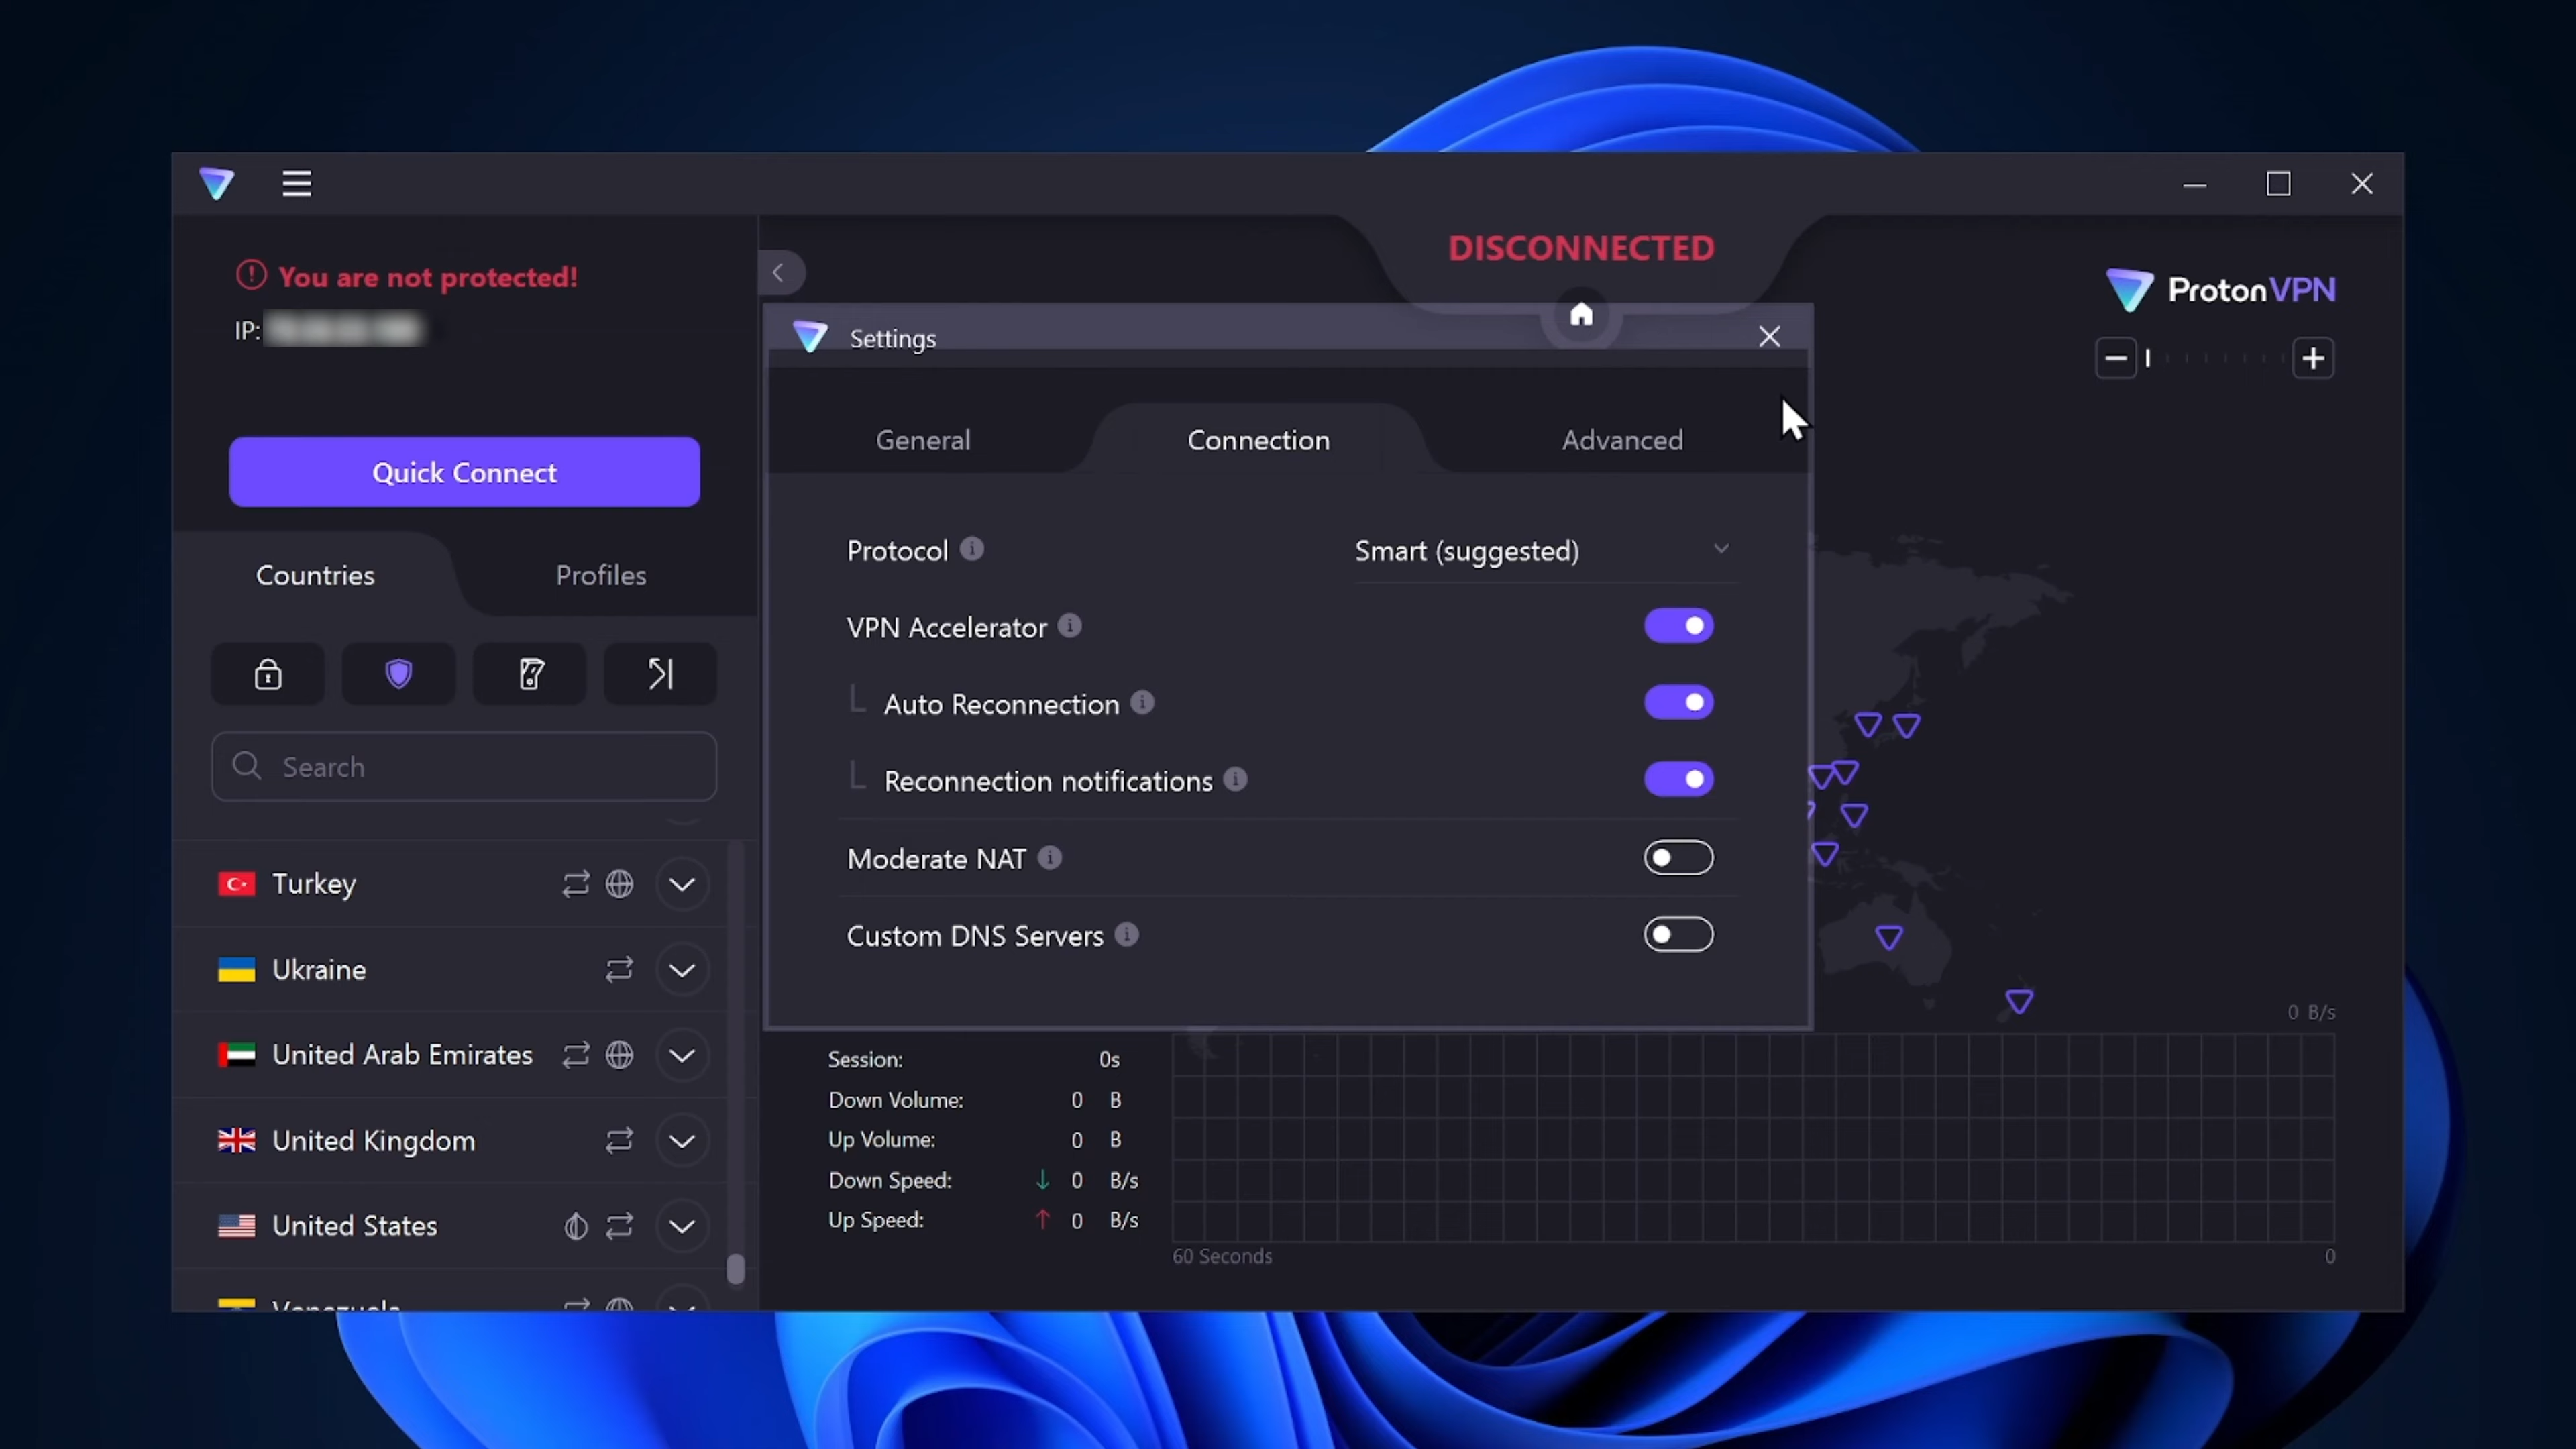 You are not protected!
IP:
Quick Connect
Countries
Profiles
Search
Turkey
Ukraine
United Arab Emirates
United Kingdom
United States
Venezuela
DISCONNECTED
ProtonVPN
Settings
General
Connection
Advanced
Protocol
Smart (suggested)
VPN Accelerator
Auto Reconnection
Reconnection notifications
Moderate NAT
Custom DNS Servers
0 B/s
Session: 0s
Down Volume: 0 B
Up Volume: 0 B
Down Speed: ↓ 0 B/s
Up Speed: ↑ 0 B/s
60 Seconds
0